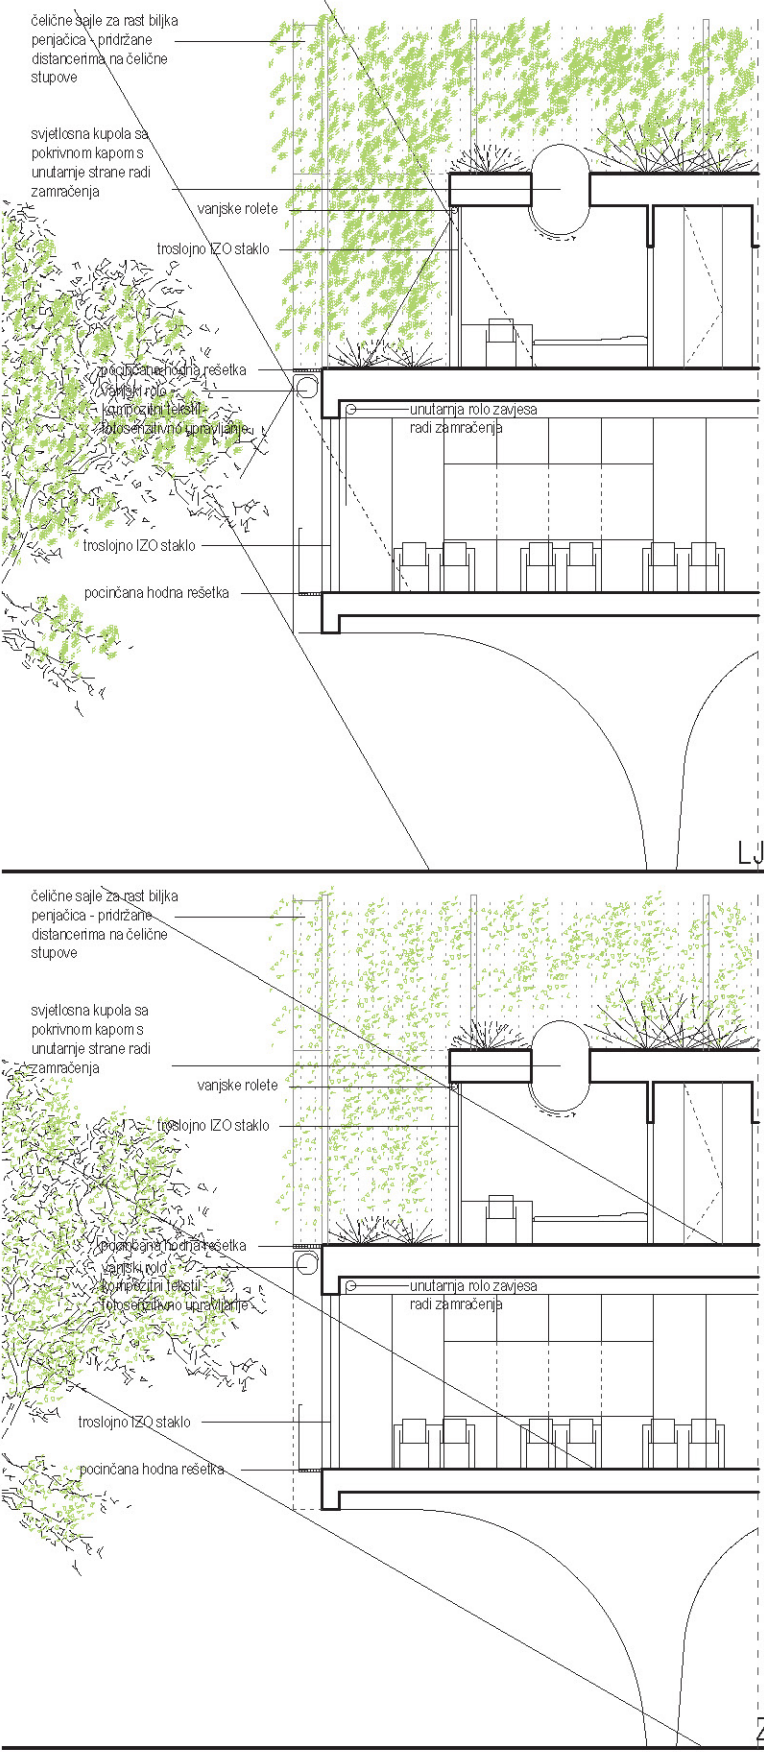 čelične sajle za rast biljka
penjačica - pridržane
distancerima na čelične
stupove
svjetlosna kupola sa
pokrivnom kapom s
unutarnje strane radi
zamračenja
vanjske rolete
troslojno IZO staklo
pocinčana hodna rešetka
vanjski rolo -
kompozitni tekstil -
fotosenzitivno upravljanje
unutarnja rolo zavjesa
radi zamračenja
troslojno IZO staklo
pocinčana hodna rešetka
LJ
čelične sajle za rast biljka
penjačica - pridržane
distancerima na čelične
stupove
svjetlosna kupola sa
pokrivnom kapom s
unutarnje strane radi
zamračenja
vanjske rolete
troslojno IZO staklo
pocinčana hodna rešetka
vanjski rolo -
kompozitni tekstil -
fotosenzitivno upravljanje
unutarnja rolo zavjesa
radi zamračenja
troslojno IZO staklo
pocinčana hodna rešetka
Z